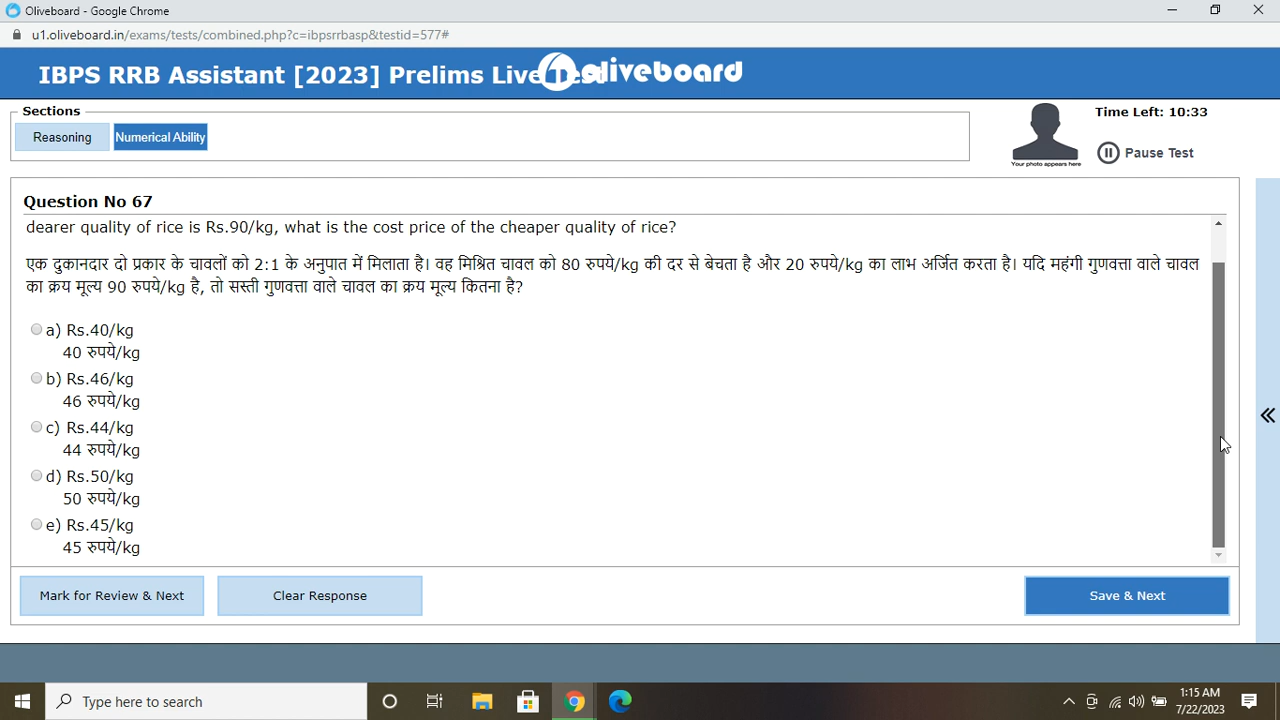 Oliveboard - Google Chrome
u1.oliveboard.in/exams/tests/combined.php?c=ibpsrrbasp&testid=577#
IBPS RRB Assistant [2023] Prelims Live Test
oliveboard
Sections
Reasoning
Numerical Ability
Your photo appears here
Time Left: 10:33
Pause Test
Question No 67
dearer quality of rice is Rs.90/kg, what is the cost price of the cheaper quality of rice?
एक दुकानदार दो प्रकार के चावलों को 2:1 के अनुपात में मिलाता है। वह मिश्रित चावल को 80 रुपये/kg की दर से बेचता है और 20 रुपये/kg का लाभ अर्जित करता है। यदि महंगी गुणवत्ता वाले चावल
का क्रय मूल्य 90 रुपये/kg है, तो सस्ती गुणवत्ता वाले चावल का क्रय मूल्य कितना है?
a) Rs.40/kg
40 रुपये/kg
b) Rs.46/kg
46 रुपये/kg
c) Rs.44/kg
44 रुपये/kg
d) Rs.50/kg
50 रुपये/kg
e) Rs.45/kg
45 रुपये/kg
Mark for Review & Next
Clear Response
Save & Next
Type here to search
1:15 AM
7/22/2023